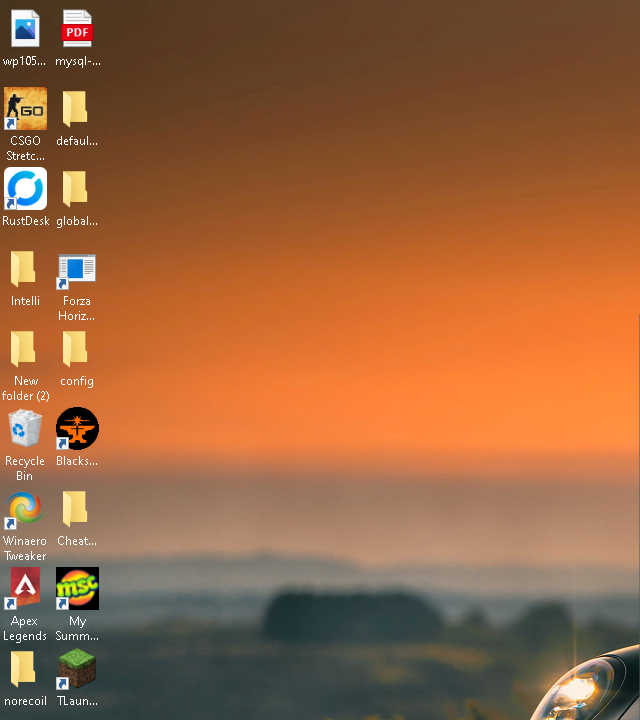 wp105...
mysql-...
PDF
GO
CSGO
Stretc...
defaul...
RustDesk
global...
Intelli
Forza
Horiz...
New
folder (2)
config
Recycle
Bin
Blacks...
Winaero
Tweaker
Cheat...
msc
Apex
Legends
My
Summ...
norecoil
TLaun...